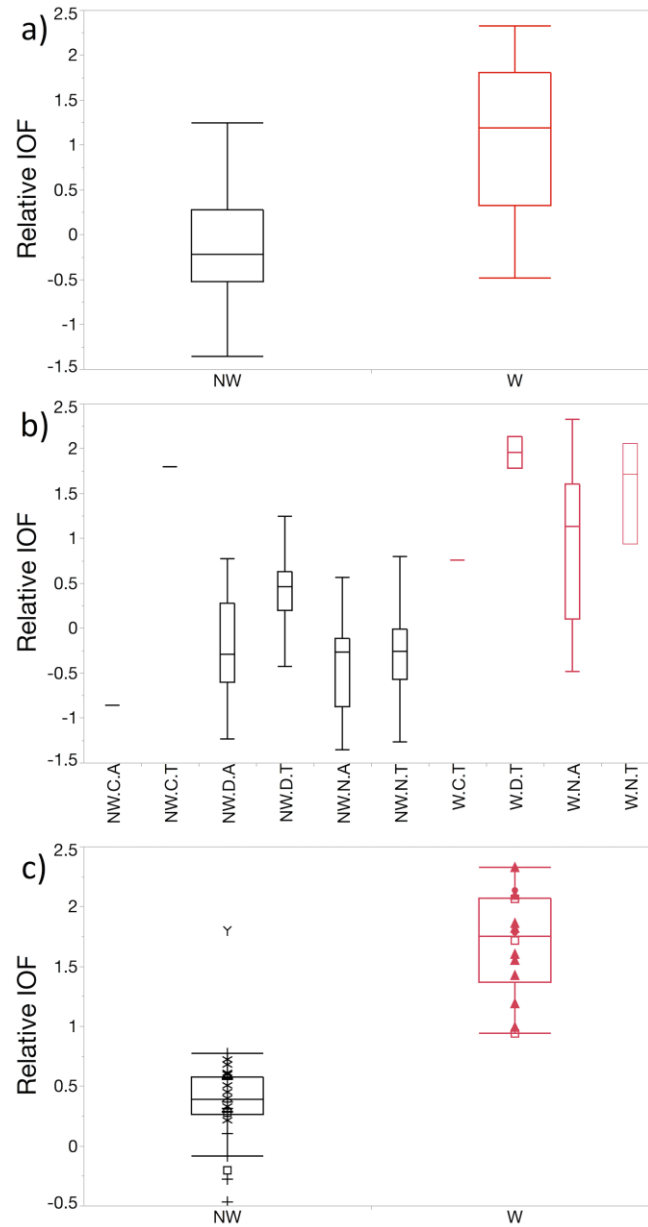 a)
Relative IOF
2.5
2
1.5
1
0.5
0
-0.5
-1
-1.5
NW W
b)
Relative IOF
2.5
2
1.5
1
0.5
0
-0.5
-1
-1.5
NW.C.A
NW.C.T
NW.D.A
NW.D.T
NW.N.A
NW.N.T
W.C.T
W.D.T
W.N.A
W.N.T
c)
Relative IOF
2.5
2
1.5
1
0.5
0
-0.5
NW W